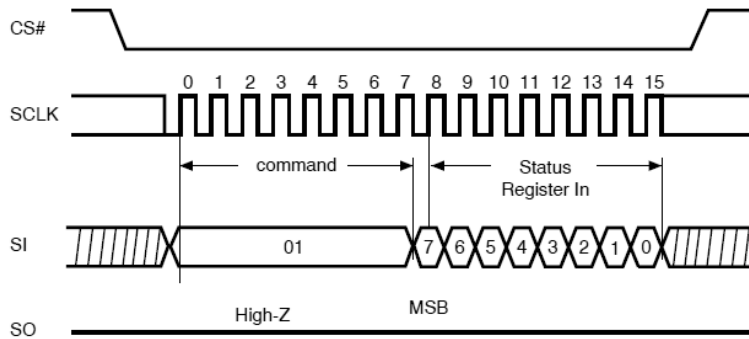 CS#
0 1 2 3 4 5 6 7 8 9 10 11 12 13 14 15
SCLK
command
Status
Register In
SI
01
7 6 5 4 3 2 1 0
High-Z
MSB
SO